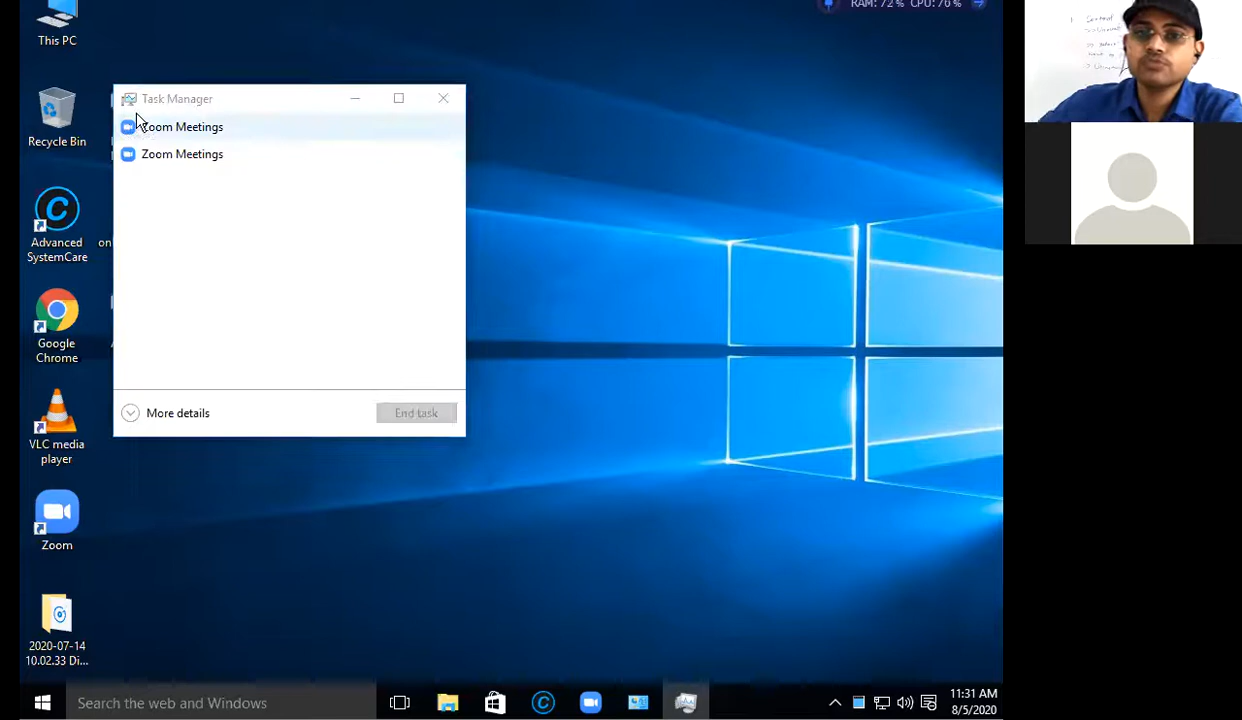 RAM: 72% CPU: 70%
This PC
Task Manager
Zoom Meetings
Zoom Meetings
Recycle Bin
Advanced
SystemCare
on
Google
Chrome
VLC media
player
More details
End task
Zoom
2020-07-14
10.02.33 Di...
Search the web and Windows
11:31 AM
8/5/2020